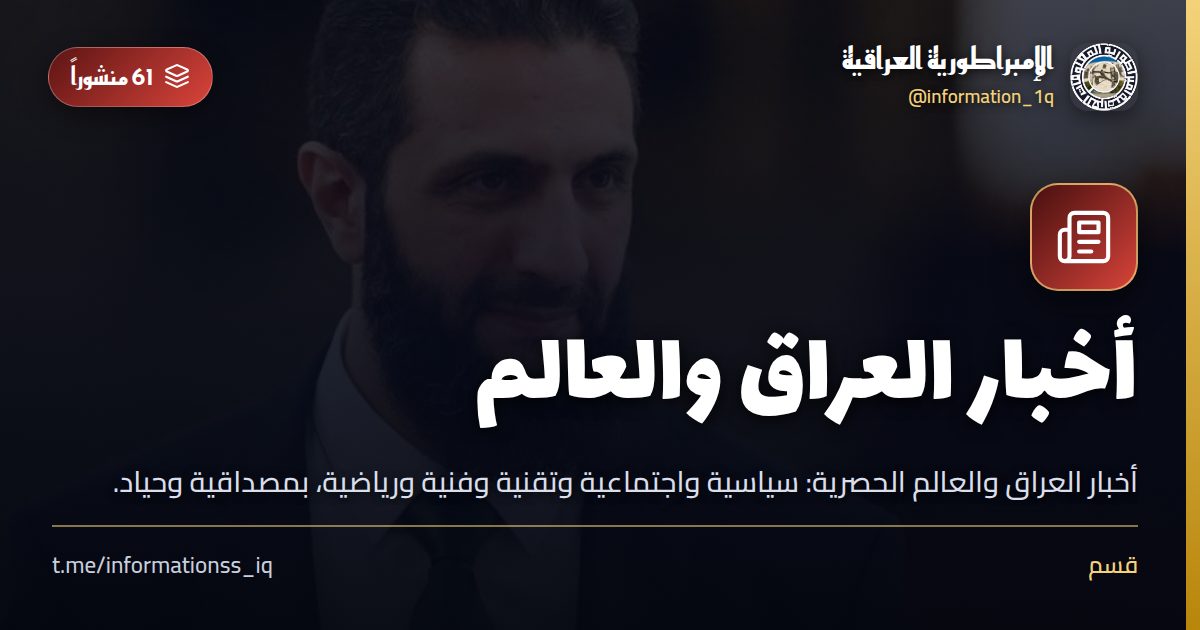 الإمبراطورية العراقية
@information_1q
61 منشوراً
أخبار العراق والعالم
أخبار العراق والعالم الحصرية: سياسية واجتماعية وتقنية وفنية ورياضية، بمصداقية وحياد.
قسم
t.me/informationss_iq